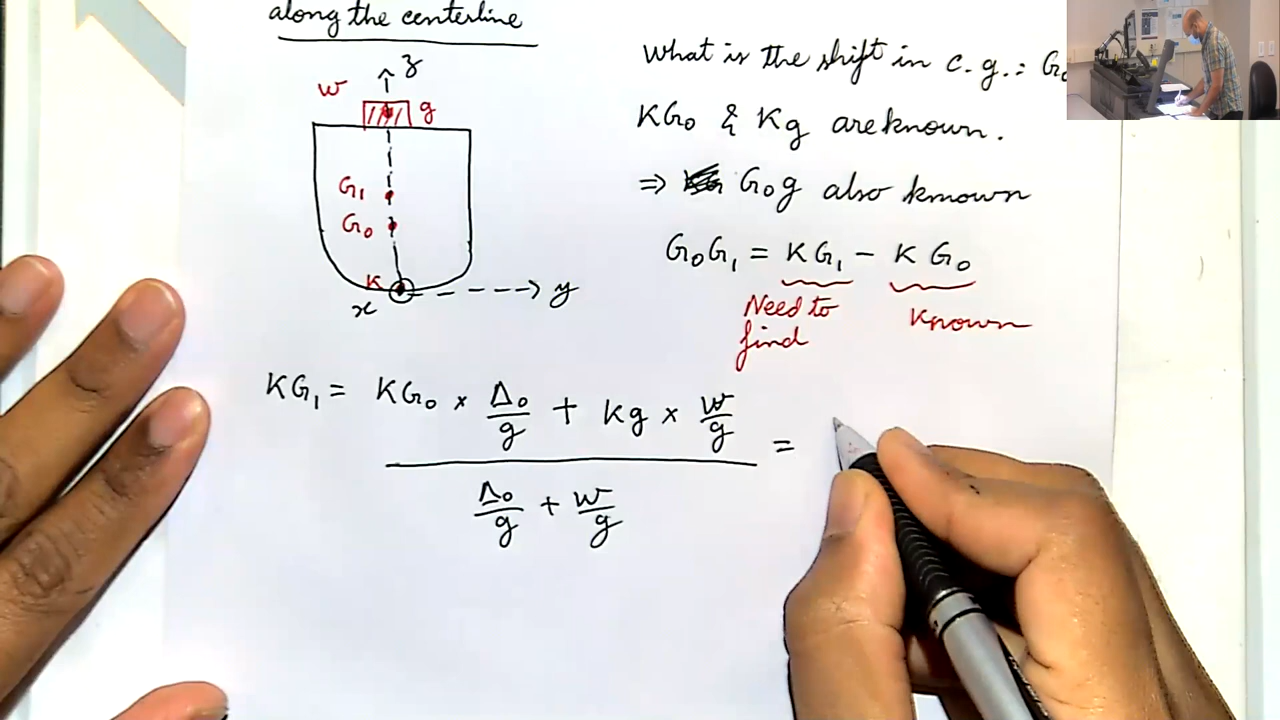 along the centerline
z
w
g
G₁
G₀
K
x
y
What is the shift in c.g.: G₀
KG₀ & Kg are known.
⇒ G₀g also known
G₀G₁ = KG₁ − KG₀
Need to find
Known
KG₁ = KG₀ × Δ₀/g + Kg × w/g
=
Δ₀/g + w/g